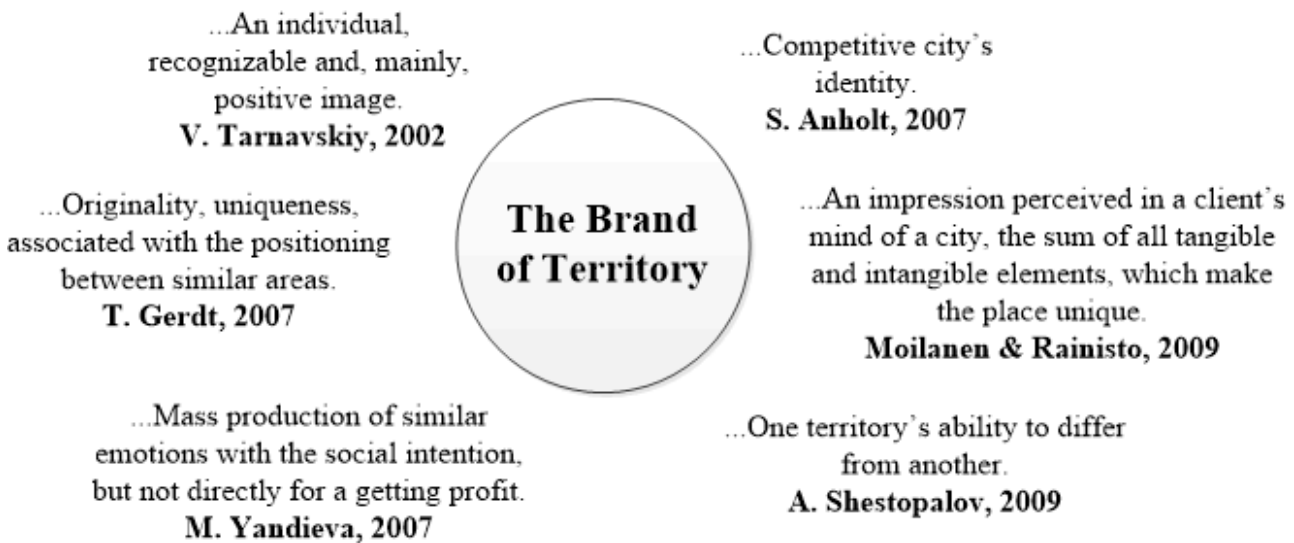 ...An individual,
recognizable and, mainly,
positive image.
V. Tarnavskiy, 2002
...Competitive city's
identity.
S. Anholt, 2007
...Originality, uniqueness,
associated with the positioning
between similar areas.
T. Gerdt, 2007
The Brand
of Territory
...An impression perceived in a client's
mind of a city, the sum of all tangible
and intangible elements, which make
the place unique.
Moilanen & Rainisto, 2009
...Mass production of similar
emotions with the social intention,
but not directly for a getting profit.
M. Yandieva, 2007
...One territory's ability to differ
from another.
A. Shestopalov, 2009